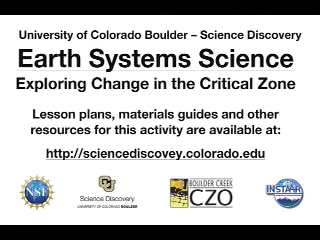 University of Colorado Boulder – Science Discovery
Earth Systems Science
Exploring Change in the Critical Zone
Lesson plans, materials guides and other
resources for this activity are available at:
http://sciencediscovey.colorado.edu
NSF
Science Discovery
UNIVERSITY OF COLORADO BOULDER
BOULDER CREEK
CZO
INSTAAR